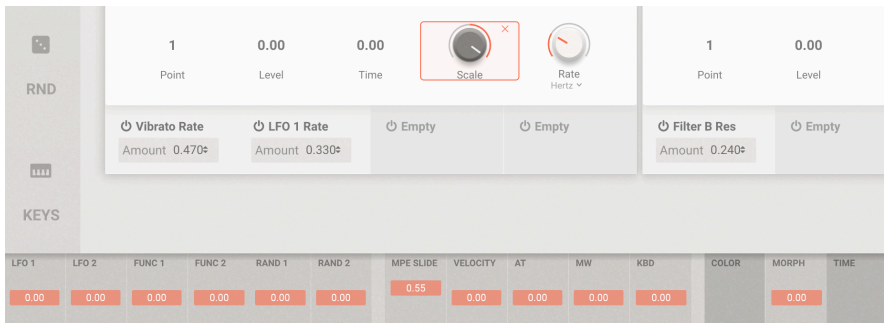 1 0.00 0.00 × 1 0.00
Point Level Time Scale Rate Point Level
Hertz
RND
Vibrato Rate LFO 1 Rate Empty Empty Filter B Res Empty
Amount 0.470 Amount 0.330 Amount 0.240
KEYS
LFO 1 LFO 2 FUNC 1 FUNC 2 RAND 1 RAND 2 MPE SLIDE VELOCITY AT MW KBD COLOR MORPH TIME
0.00 0.00 0.00 0.00 0.00 0.00 0.55 0.00 0.00 0.00 0.00 0.00